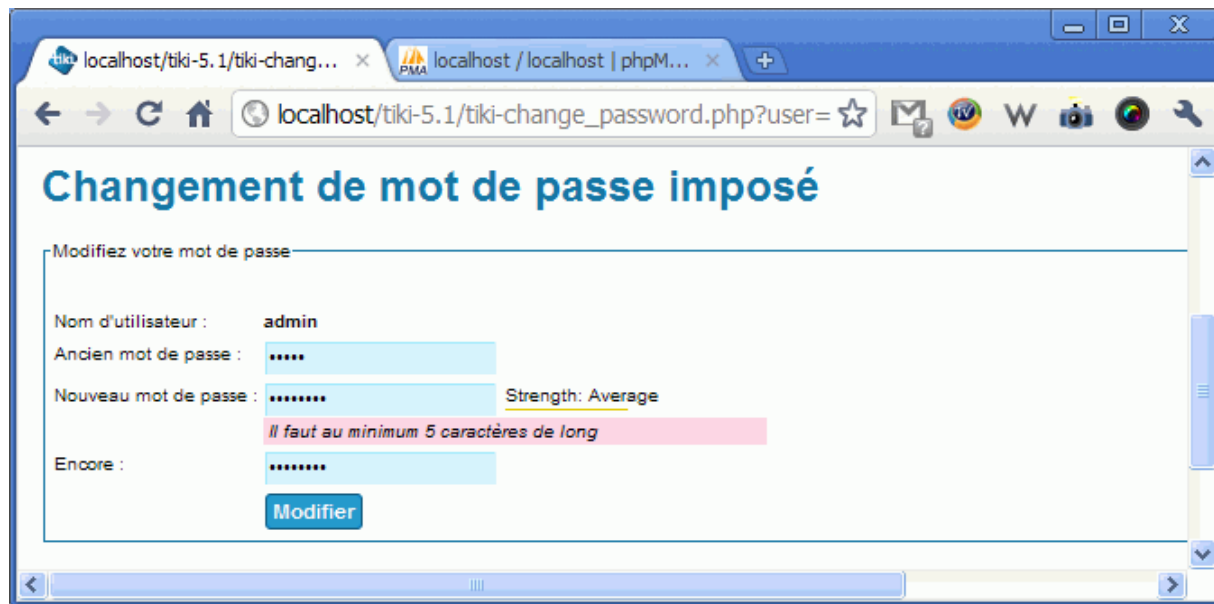 localhost/tiki-5.1/tiki-chang...
localhost / localhost | phpM...
localhost/tiki-5.1/tiki-change_password.php?user=
Changement de mot de passe imposé
Modifiez votre mot de passe
Nom d'utilisateur : admin
Ancien mot de passe : •••••
Nouveau mot de passe : •••••••• Strength: Average
Il faut au minimum 5 caractères de long
Encore : ••••••••
Modifier